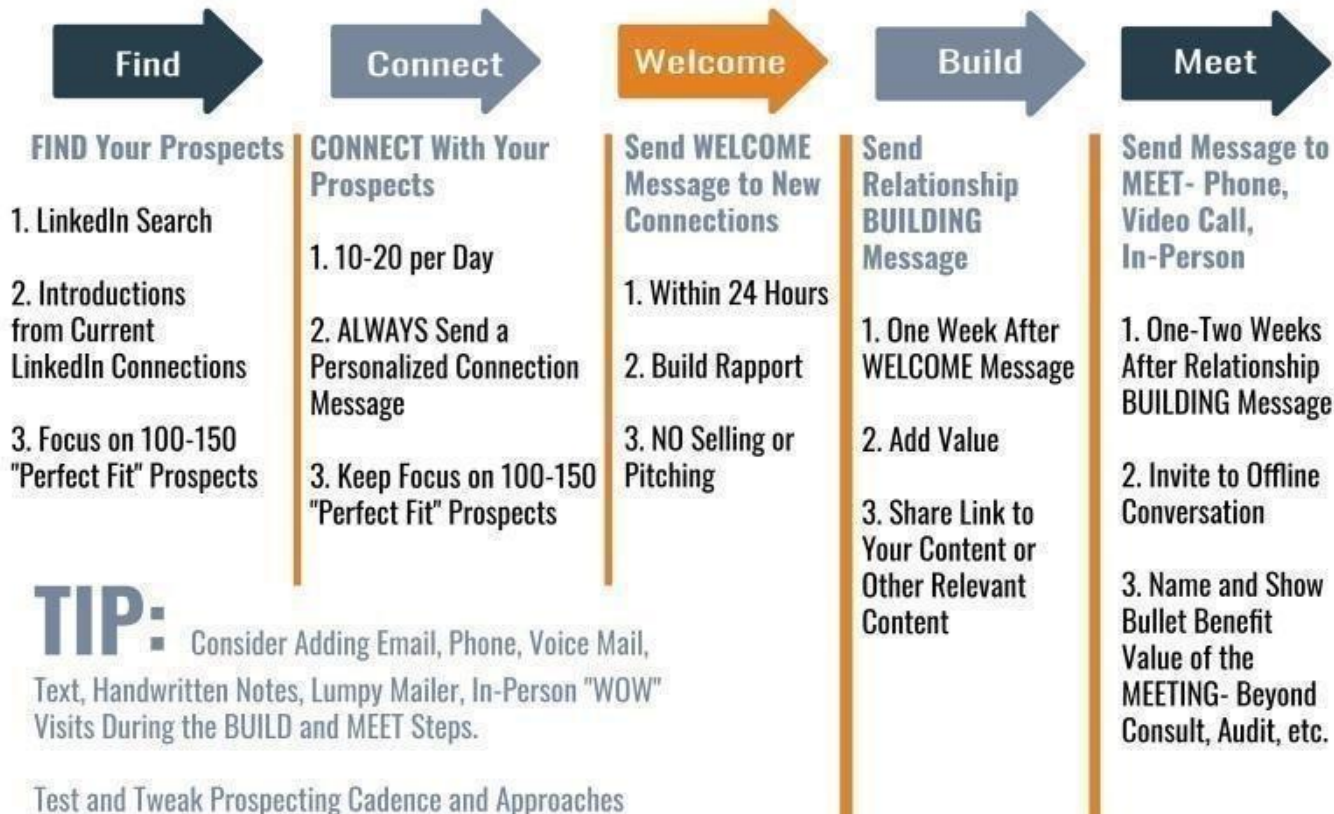 Find
Connect
Welcome
Build
Meet
FIND Your Prospects
1. LinkedIn Search
2. Introductions
from Current
LinkedIn Connections
3. Focus on 100-150
"Perfect Fit" Prospects
CONNECT With Your
Prospects
1. 10-20 per Day
2. ALWAYS Send a
Personalized Connection
Message
3. Keep Focus on 100-150
"Perfect Fit" Prospects
Send WELCOME
Message to New
Connections
1. Within 24 Hours
2. Build Rapport
3. NO Selling or
Pitching
Send
Relationship
BUILDING
Message
1. One Week After
WELCOME Message
2. Add Value
3. Share Link to
Your Content or
Other Relevant
Content
Send Message to
MEET- Phone,
Video Call,
In-Person
1. One-Two Weeks
After Relationship
BUILDING Message
2. Invite to Offline
Conversation
3. Name and Show
Bullet Benefit
Value of the
MEETING- Beyond
Consult, Audit, etc.
TIP: Consider Adding Email, Phone, Voice Mail,
Text, Handwritten Notes, Lumpy Mailer, In-Person "WOW"
Visits During the BUILD and MEET Steps.
Test and Tweak Prospecting Cadence and Approaches